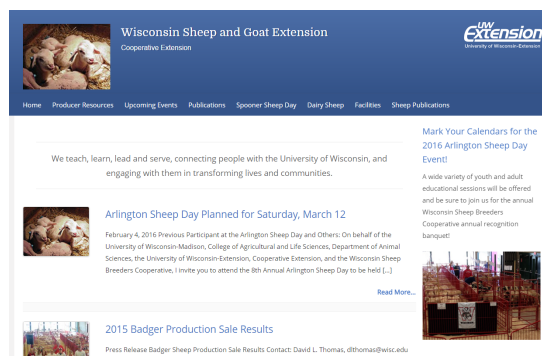 Wisconsin Sheep and Goat Extension
Cooperative Extension
UW
Extension
University of Wisconsin-Extension
Home Producer Resources Upcoming Events Publications Spooner Sheep Day Dairy Sheep Facilities Sheep Publications
We teach, learn, lead and serve, connecting people with the University of Wisconsin, and
engaging with them in transforming lives and communities.
Arlington Sheep Day Planned for Saturday, March 12
February 4, 2016 Previous Participant at the Arlington Sheep Day and Others: On behalf of the
University of Wisconsin-Madison, College of Agricultural and Life Sciences, Department of Animal
Sciences, the University of Wisconsin-Extension, Cooperative Extension, and the Wisconsin Sheep
Breeders Cooperative, I invite you to attend the 8th Annual Arlington Sheep Day to be held [...]
Read More...
2015 Badger Production Sale Results
Press Release Badger Sheep Production Sale Results Contact: David L. Thomas, dlthomas@wisc.edu
Mark Your Calendars for the
2016 Arlington Sheep Day
Event!
A wide variety of youth and adult
educational sessions will be offered
and be sure to join us for the annual
Wisconsin Sheep Breeders
Cooperative annual recognition
banquet!